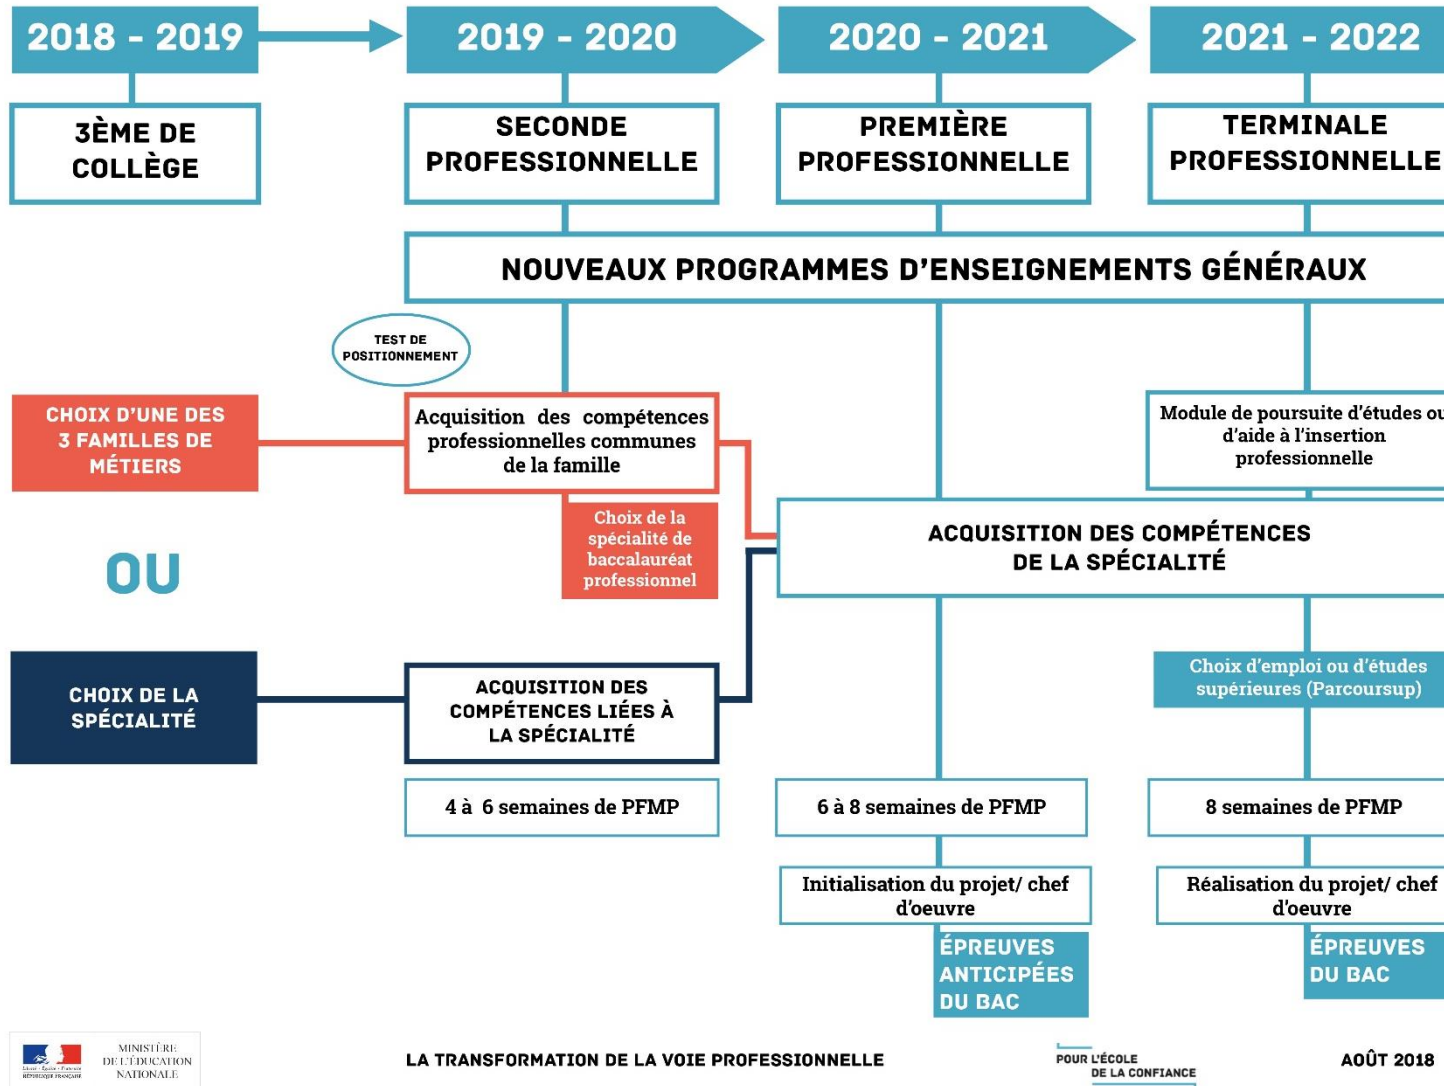 2018 - 2019
2019 - 2020
2020 - 2021
2021 - 2022
3ÈME DE
COLLÈGE
SECONDE
PROFESSIONNELLE
PREMIÈRE
PROFESSIONNELLE
TERMINALE
PROFESSIONNELLE
NOUVEAUX PROGRAMMES D'ENSEIGNEMENTS GÉNÉRAUX
TEST DE
POSITIONNEMENT
CHOIX D'UNE DES
3 FAMILLES DE
MÉTIERS
Acquisition des compétences
professionnelles communes
de la famille
Module de poursuite d'études ou
d'aide à l'insertion
professionnelle
Choix de la
spécialité de
baccalauréat
professionnel
ACQUISITION DES COMPÉTENCES
DE LA SPÉCIALITÉ
OU
CHOIX DE LA
SPÉCIALITÉ
ACQUISITION DES
COMPÉTENCES LIÉES À
LA SPÉCIALITÉ
Choix d'emploi ou d'études
supérieures (Parcoursup)
4 à 6 semaines de PFMP
6 à 8 semaines de PFMP
8 semaines de PFMP
Initialisation du projet/ chef
d'oeuvre
Réalisation du projet/ chef
d'oeuvre
ÉPREUVES
ANTICIPÉES
DU BAC
ÉPREUVES
DU BAC
Liberté • Égalité • Fraternité
RÉPUBLIQUE FRANÇAISE
MINISTÈRE
DE L'ÉDUCATION
NATIONALE
LA TRANSFORMATION DE LA VOIE PROFESSIONNELLE
POUR L'ÉCOLE
DE LA CONFIANCE
AOÛT 2018